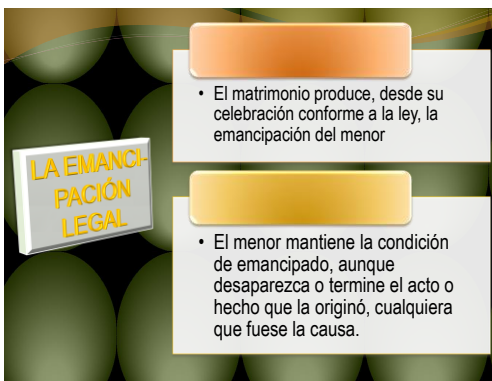 LA EMANCI-
PACIÓN
LEGAL
• El matrimonio produce, desde su
celebración conforme a la ley, la
emancipación del menor
• El menor mantiene la condición
de emancipado, aunque
desaparezca o termine el acto o
hecho que la originó, cualquiera
que fuese la causa.